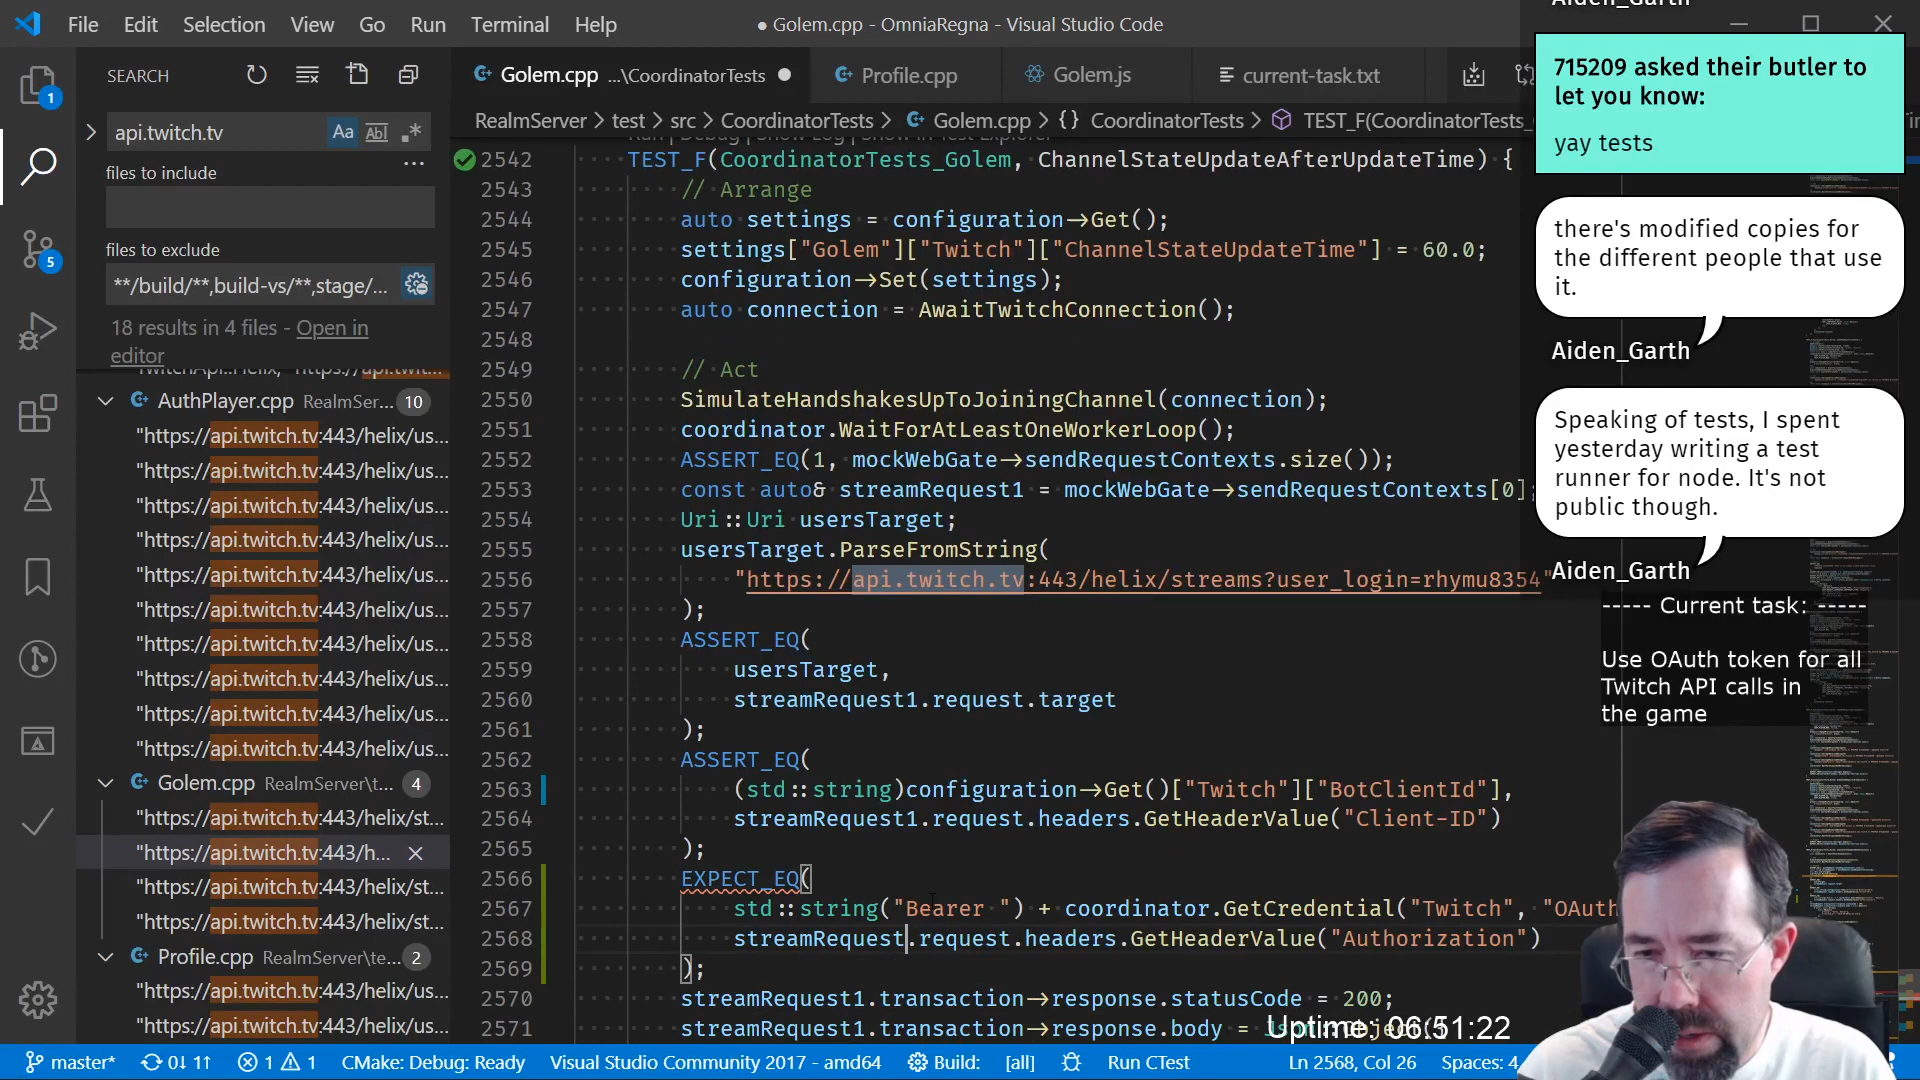 File Edit Selection View Go Run Terminal Help
● Golem.cpp - OmniaRegna - Visual Studio Code
Aiden_Garth
SEARCH
Golem.cpp ...\CoordinatorTests ●
Profile.cpp
Golem.js
current-task.txt
1
api.twitch.tv
files to include
files to exclude
**/build/**,build-vs/**,stage/...
18 results in 4 files - Open in
editor
5
AuthPlayer.cpp RealmSer... 10
"https://api.twitch.tv:443/helix/us...
"https://api.twitch.tv:443/helix/us...
"https://api.twitch.tv:443/helix/us...
"https://api.twitch.tv:443/helix/us...
"https://api.twitch.tv:443/helix/us...
"https://api.twitch.tv:443/helix/us...
"https://api.twitch.tv:443/helix/us...
"https://api.twitch.tv:443/helix/us...
"https://api.twitch.tv:443/helix/us...
"https://api.twitch.tv:443/helix/us...
Golem.cpp RealmServer\t... 4
"https://api.twitch.tv:443/helix/st...
"https://api.twitch.tv:443/h...
"https://api.twitch.tv:443/helix/st...
"https://api.twitch.tv:443/helix/st...
Profile.cpp RealmServer\te... 2
"https://api.twitch.tv:443/helix/us...
"https://api.twitch.tv:443/helix/us...
RealmServer > test > src > CoordinatorTests > Golem.cpp > {} CoordinatorTests > TEST_F(CoordinatorTests_
2542 TEST_F(CoordinatorTests_Golem, ChannelStateUpdateAfterUpdateTime) {
2543 // Arrange
2544 auto settings = configuration->Get();
2545 settings["Golem"]["Twitch"]["ChannelStateUpdateTime"] = 60.0;
2546 configuration->Set(settings);
2547 auto connection = AwaitTwitchConnection();
2548
2549 // Act
2550 SimulateHandshakesUpToJoiningChannel(connection);
2551 coordinator.WaitForAtLeastOneWorkerLoop();
2552 ASSERT_EQ(1, mockWebGate->sendRequestContexts.size());
2553 const auto& streamRequest1 = mockWebGate->sendRequestContexts[0];
2554 Uri::Uri usersTarget;
2555 usersTarget.ParseFromString(
2556 "https://api.twitch.tv:443/helix/streams?user_login=rhymu8354"
2557 );
2558 ASSERT_EQ(
2559 usersTarget,
2560 streamRequest1.request.target
2561 );
2562 ASSERT_EQ(
2563 (std::string)configuration->Get()["Twitch"]["BotClientId"],
2564 streamRequest1.request.headers.GetHeaderValue("Client-ID")
2565 );
2566 EXPECT_EQ(
2567 std::string("Bearer ") + coordinator.GetCredential("Twitch", "OAuth
2568 streamRequest.request.headers.GetHeaderValue("Authorization")
2569 );
2570 streamRequest1.transaction->response.statusCode = 200;
2571 streamRequest1.transaction->response.body =
715209 asked their butler to
let you know:
yay tests
there's modified copies for
the different people that use
it.
Aiden_Garth
Speaking of tests, I spent
yesterday writing a test
runner for node. It's not
public though.
Aiden_Garth
----- Current task: -----
Use OAuth token for all
Twitch API calls in
the game
Uptime: 06:51:22
master* 0↓ 1↑ 1 1 CMake: Debug: Ready Visual Studio Community 2017 - amd64 Build: [all] Run CTest Ln 2568, Col 26 Spaces: 4